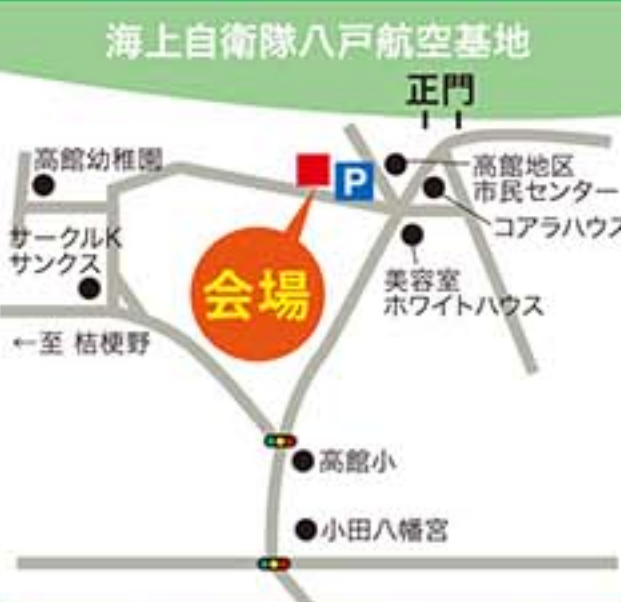 海上自衛隊八戸航空基地
正門
高館幼稚園
P
高館地区
市民センター
コアラハウス
サークルK
サンクス
会場
美容室
ホワイトハウス
←至 桔梗野
高館小
小田八幡宮